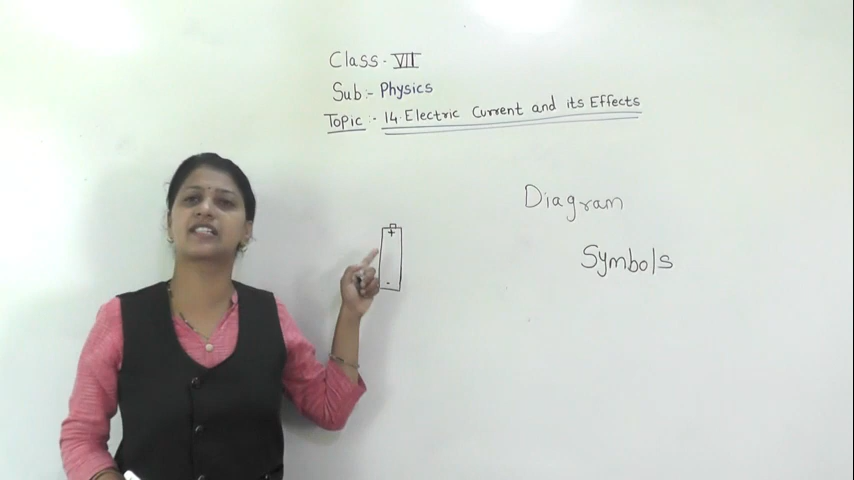 Class - VII
Sub:- Physics
Topic:- 14. Electric Current and its Effects
Diagram
Symbols
+
-